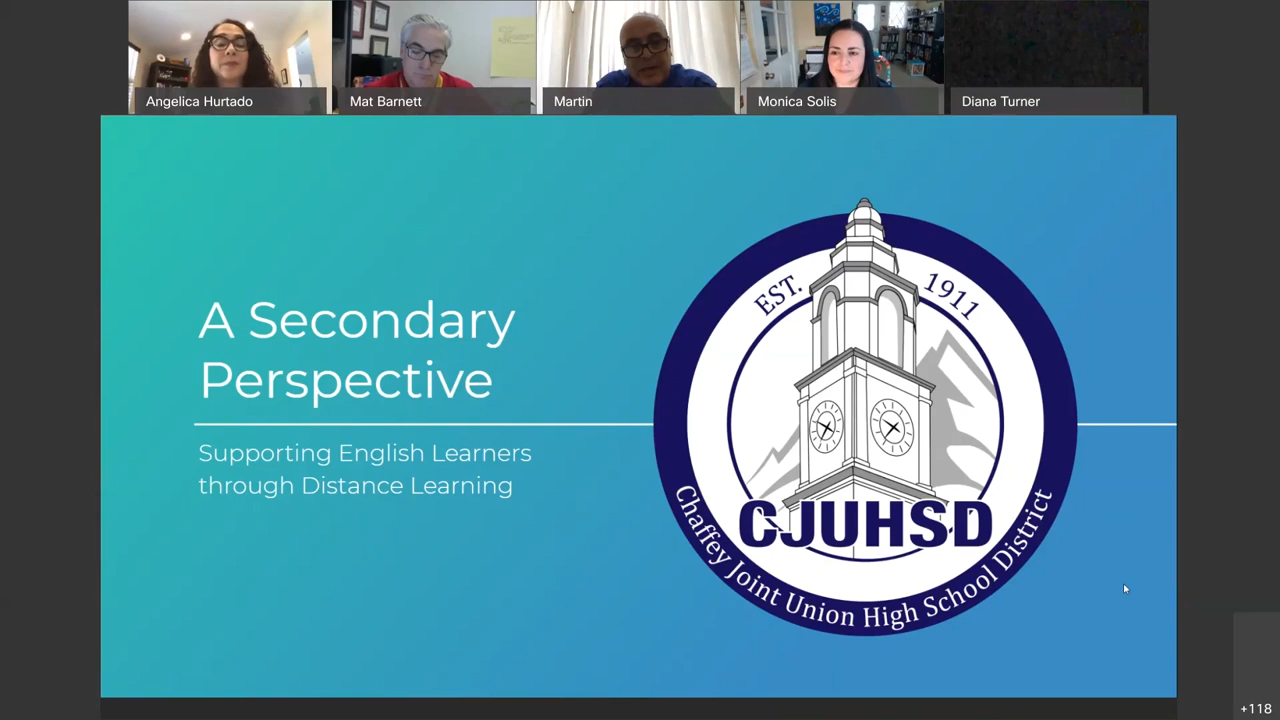 Angelica Hurtado
Mat Barnett
Martin
Monica Solis
Diana Turner
A Secondary
Perspective
Supporting English Learners
through Distance Learning
EST. 1911
CJUHSD
Chaffey Joint Union High School District
+118